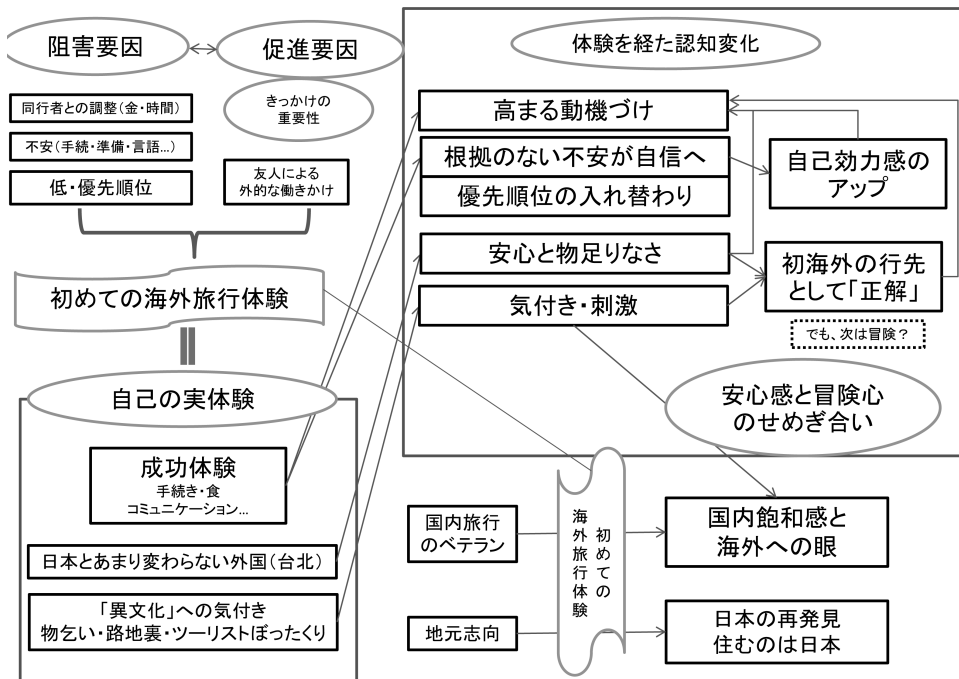 阻害要因
促進要因
きっかけの
重要性
同行者との調整(金・時間)
不安(手続・準備・言語…)
低・優先順位
友人による
外的な働きかけ
初めての海外旅行体験
自己の実体験
成功体験
手続き・食
コミュニケーション…
日本とあまり変わらない外国(台北)
「異文化」への気付き
物乞い・路地裏・ツーリストぼったくり
体験を経た認知変化
高まる動機づけ
根拠のない不安が自信へ
優先順位の入れ替わり
安心と物足りなさ
気付き・刺激
自己効力感の
アップ
初海外の行先
として「正解」
でも、次は冒険？
安心感と冒険心
のせめぎ合い
国内旅行
のベテラン
地元志向
初めての
海外旅行体験
国内飽和感と
海外への眼
日本の再発見
住むのは日本